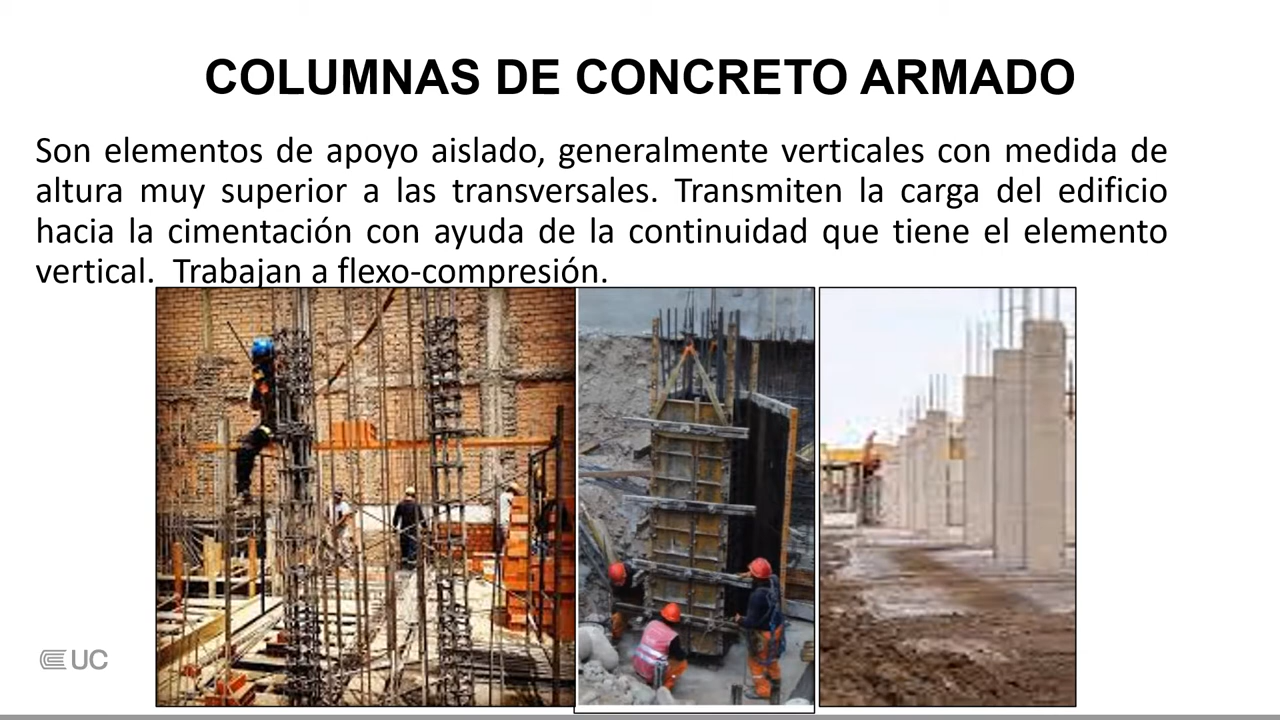 COLUMNAS DE CONCRETO ARMADO
Son elementos de apoyo aislado, generalmente verticales con medida de
altura muy superior a las transversales. Transmiten la carga del edificio
hacia la cimentación con ayuda de la continuidad que tiene el elemento
vertical.  Trabajan a flexo-compresión.
UC